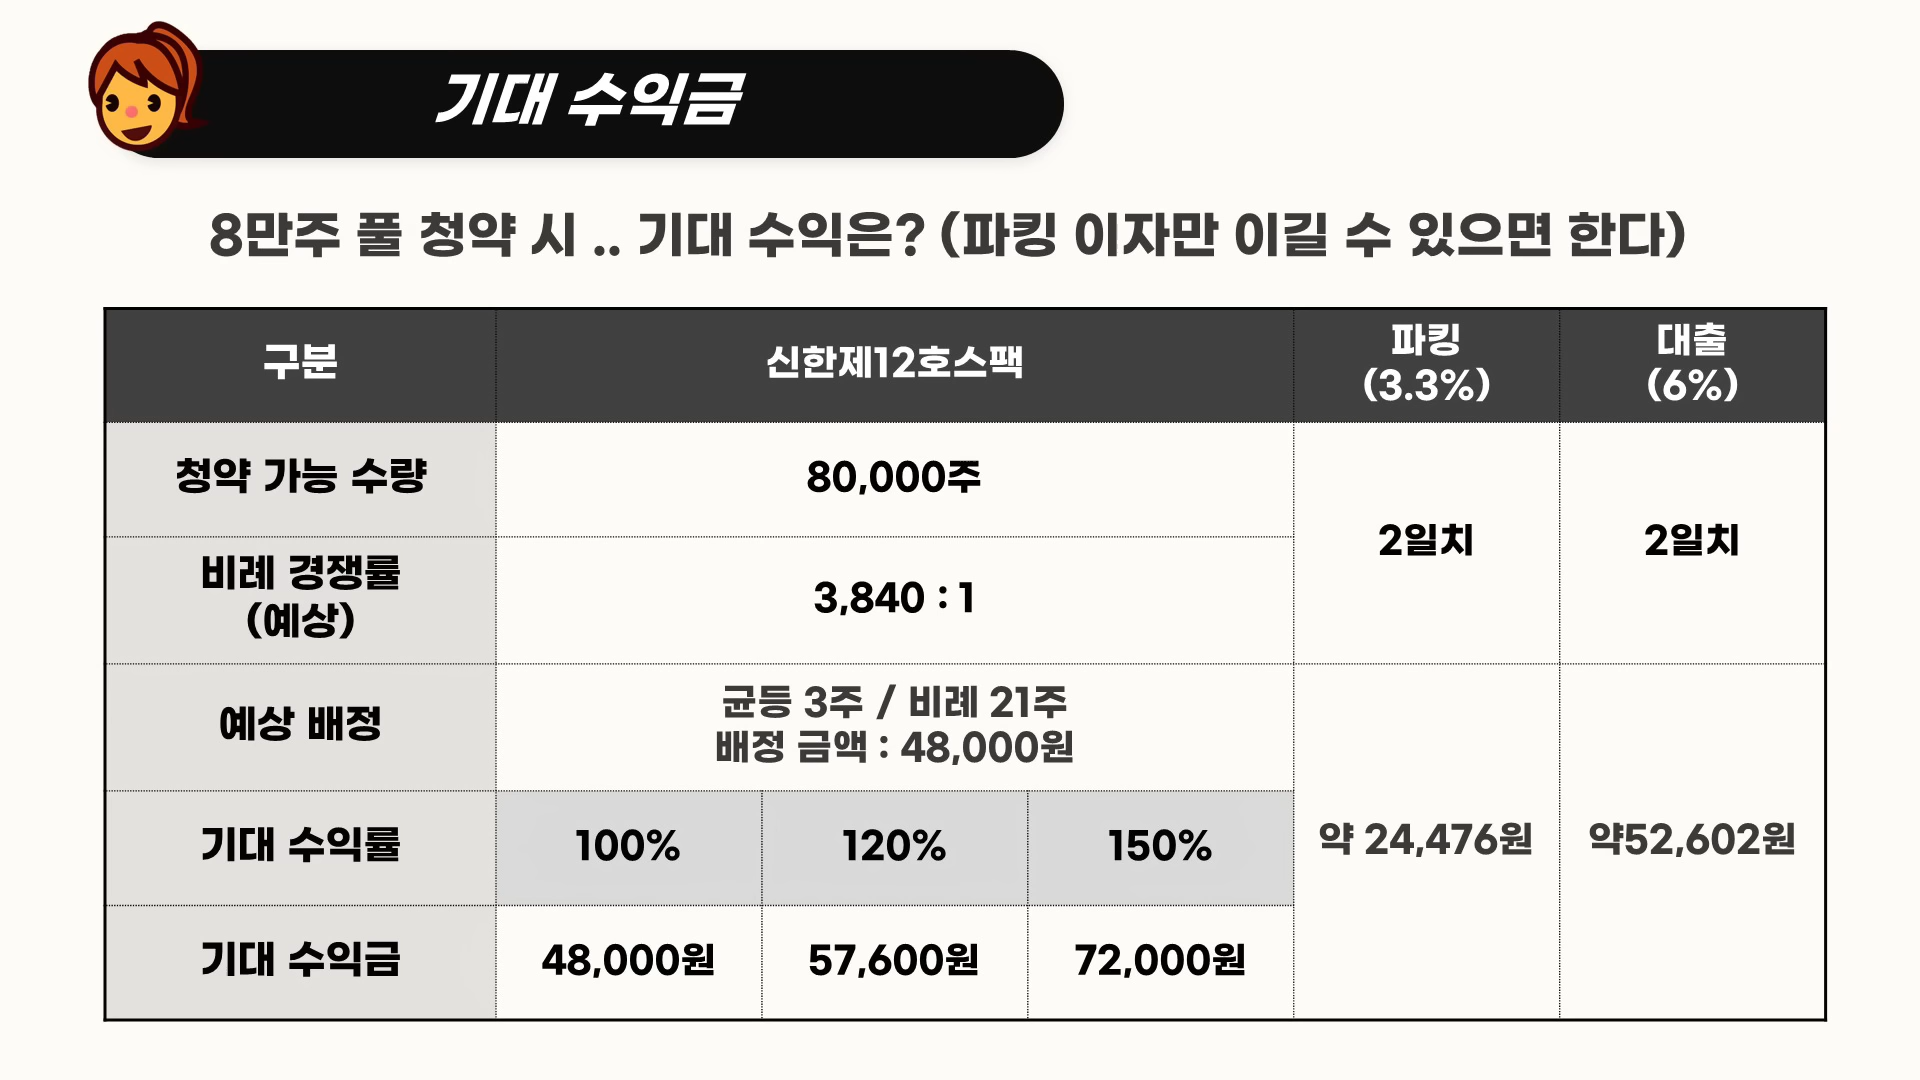 기대 수익금
8만주 풀 청약 시 .. 기대 수익은? (파킹 이자만 이길 수 있으면 한다)
구분
신한제12호스팩
파킹
(3.3%)
대출
(6%)
청약 가능 수량
80,000주
2일치
2일치
비례 경쟁률
(예상)
3,840 : 1
예상 배정
균등 3주 / 비례 21주
배정 금액 : 48,000원
약 24,476원
약52,602원
기대 수익률
100%
120%
150%
기대 수익금
48,000원
57,600원
72,000원